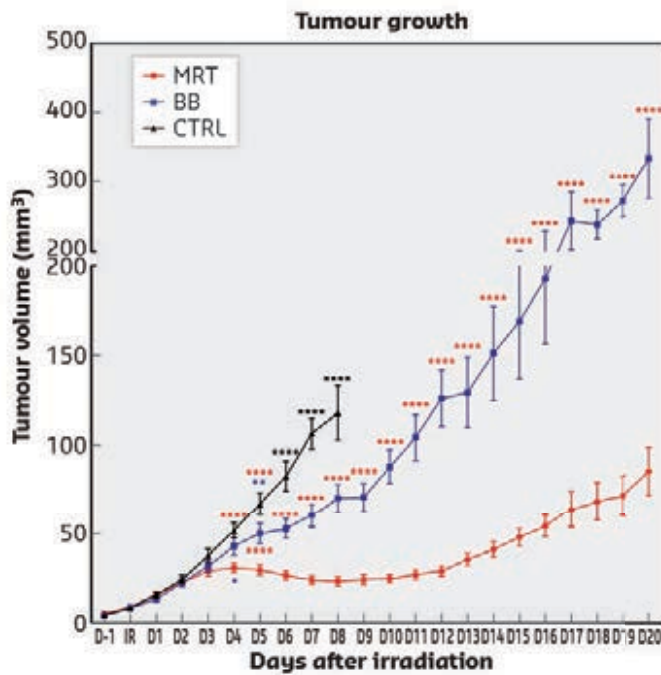 Tumour growth
500
MRT
BB
CTRL
400
300
200
200
150
100
50
0
Tumour volume (mm³)
D-1 IR D1 D2 D3 D4 D5 D6 D7 D8 D9 D10 D11 D12 D13 D14 D15 D16 D17 D18 D19 D20
Days after irradiation